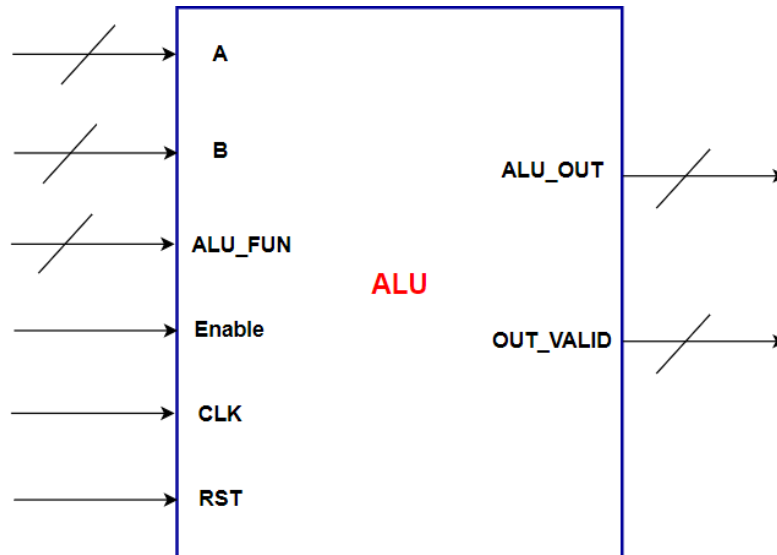 A
B
ALU_FUN
Enable
CLK
RST
ALU
ALU_OUT
OUT_VALID